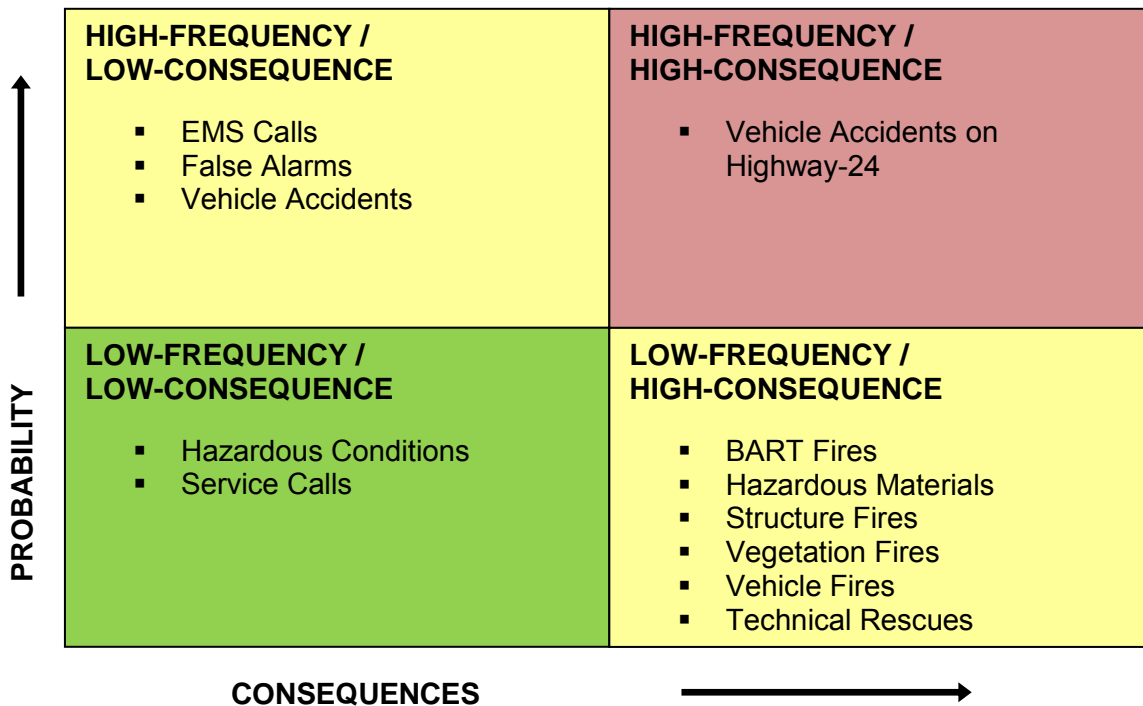 HIGH-FREQUENCY /
LOW-CONSEQUENCE
▪ EMS Calls
▪ False Alarms
▪ Vehicle Accidents
HIGH-FREQUENCY /
HIGH-CONSEQUENCE
▪ Vehicle Accidents on
Highway-24
LOW-FREQUENCY /
LOW-CONSEQUENCE
▪ Hazardous Conditions
▪ Service Calls
LOW-FREQUENCY /
HIGH-CONSEQUENCE
▪ BART Fires
▪ Hazardous Materials
▪ Structure Fires
▪ Vegetation Fires
▪ Vehicle Fires
▪ Technical Rescues
PROBABILITY
CONSEQUENCES